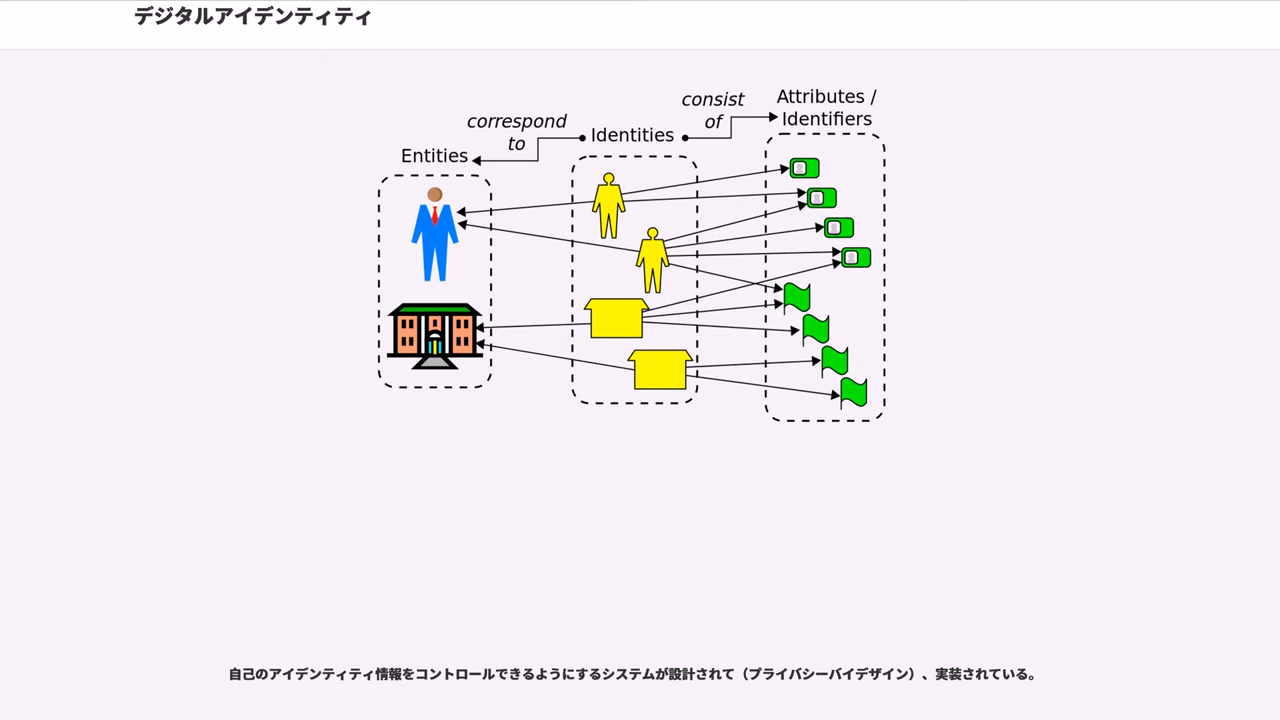 デジタルアイデンティティ
Attributes /
Identifiers
consist
of
Identities
correspond
to
Entities
自己のアイデンティティ情報をコントロールできるようにするシステムが設計されて（プライバシーバイデザイン）、実装されている。